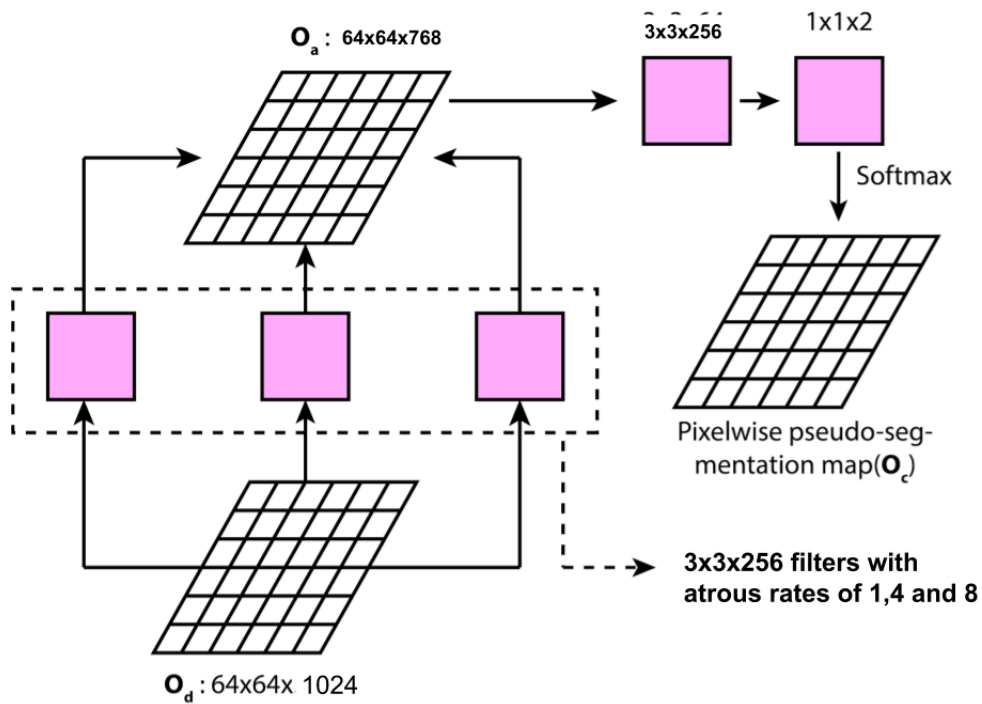 Oa : 64x64x768
3x3x256
1x1x2
Softmax
Pixelwise pseudo-seg-
mentation map(Oc)
3x3x256 filters with
atrous rates of 1,4 and 8
Od : 64x64x 1024